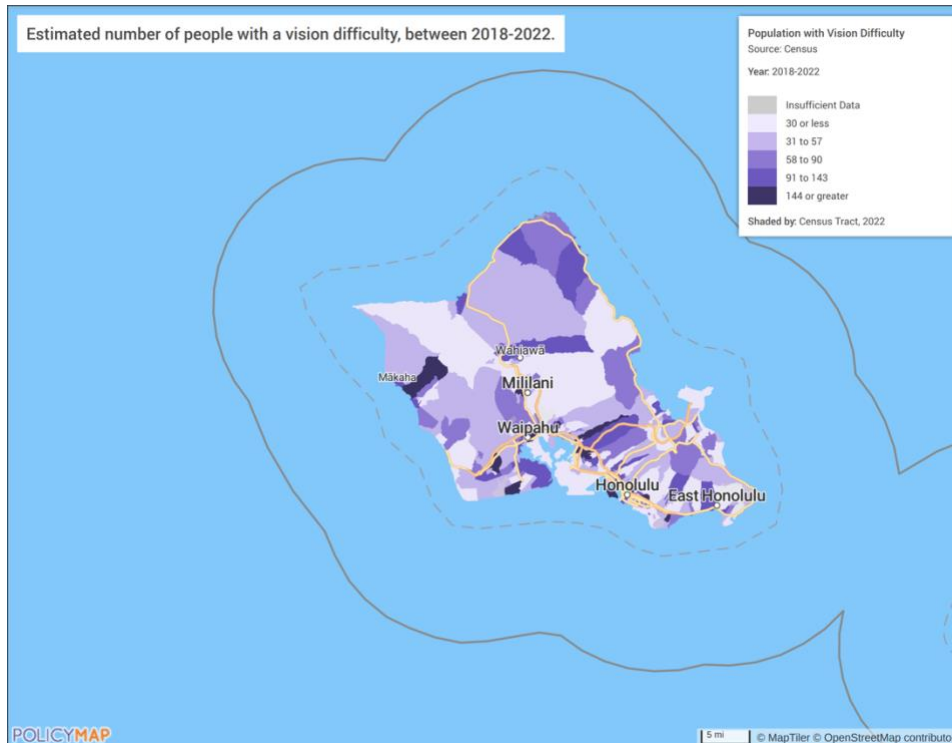 Estimated number of people with a vision difficulty, between 2018-2022.
Population with Vision Difficulty
Source: Census
Year: 2018-2022
Insufficient Data
30 or less
31 to 57
58 to 90
91 to 143
144 or greater
Shaded by: Census Tract, 2022
Wahiawā
Mākaha
Mililani
Waipahu
Honolulu
East Honolulu
POLICYMAP
5 mi
© MapTiler © OpenStreetMap contributo